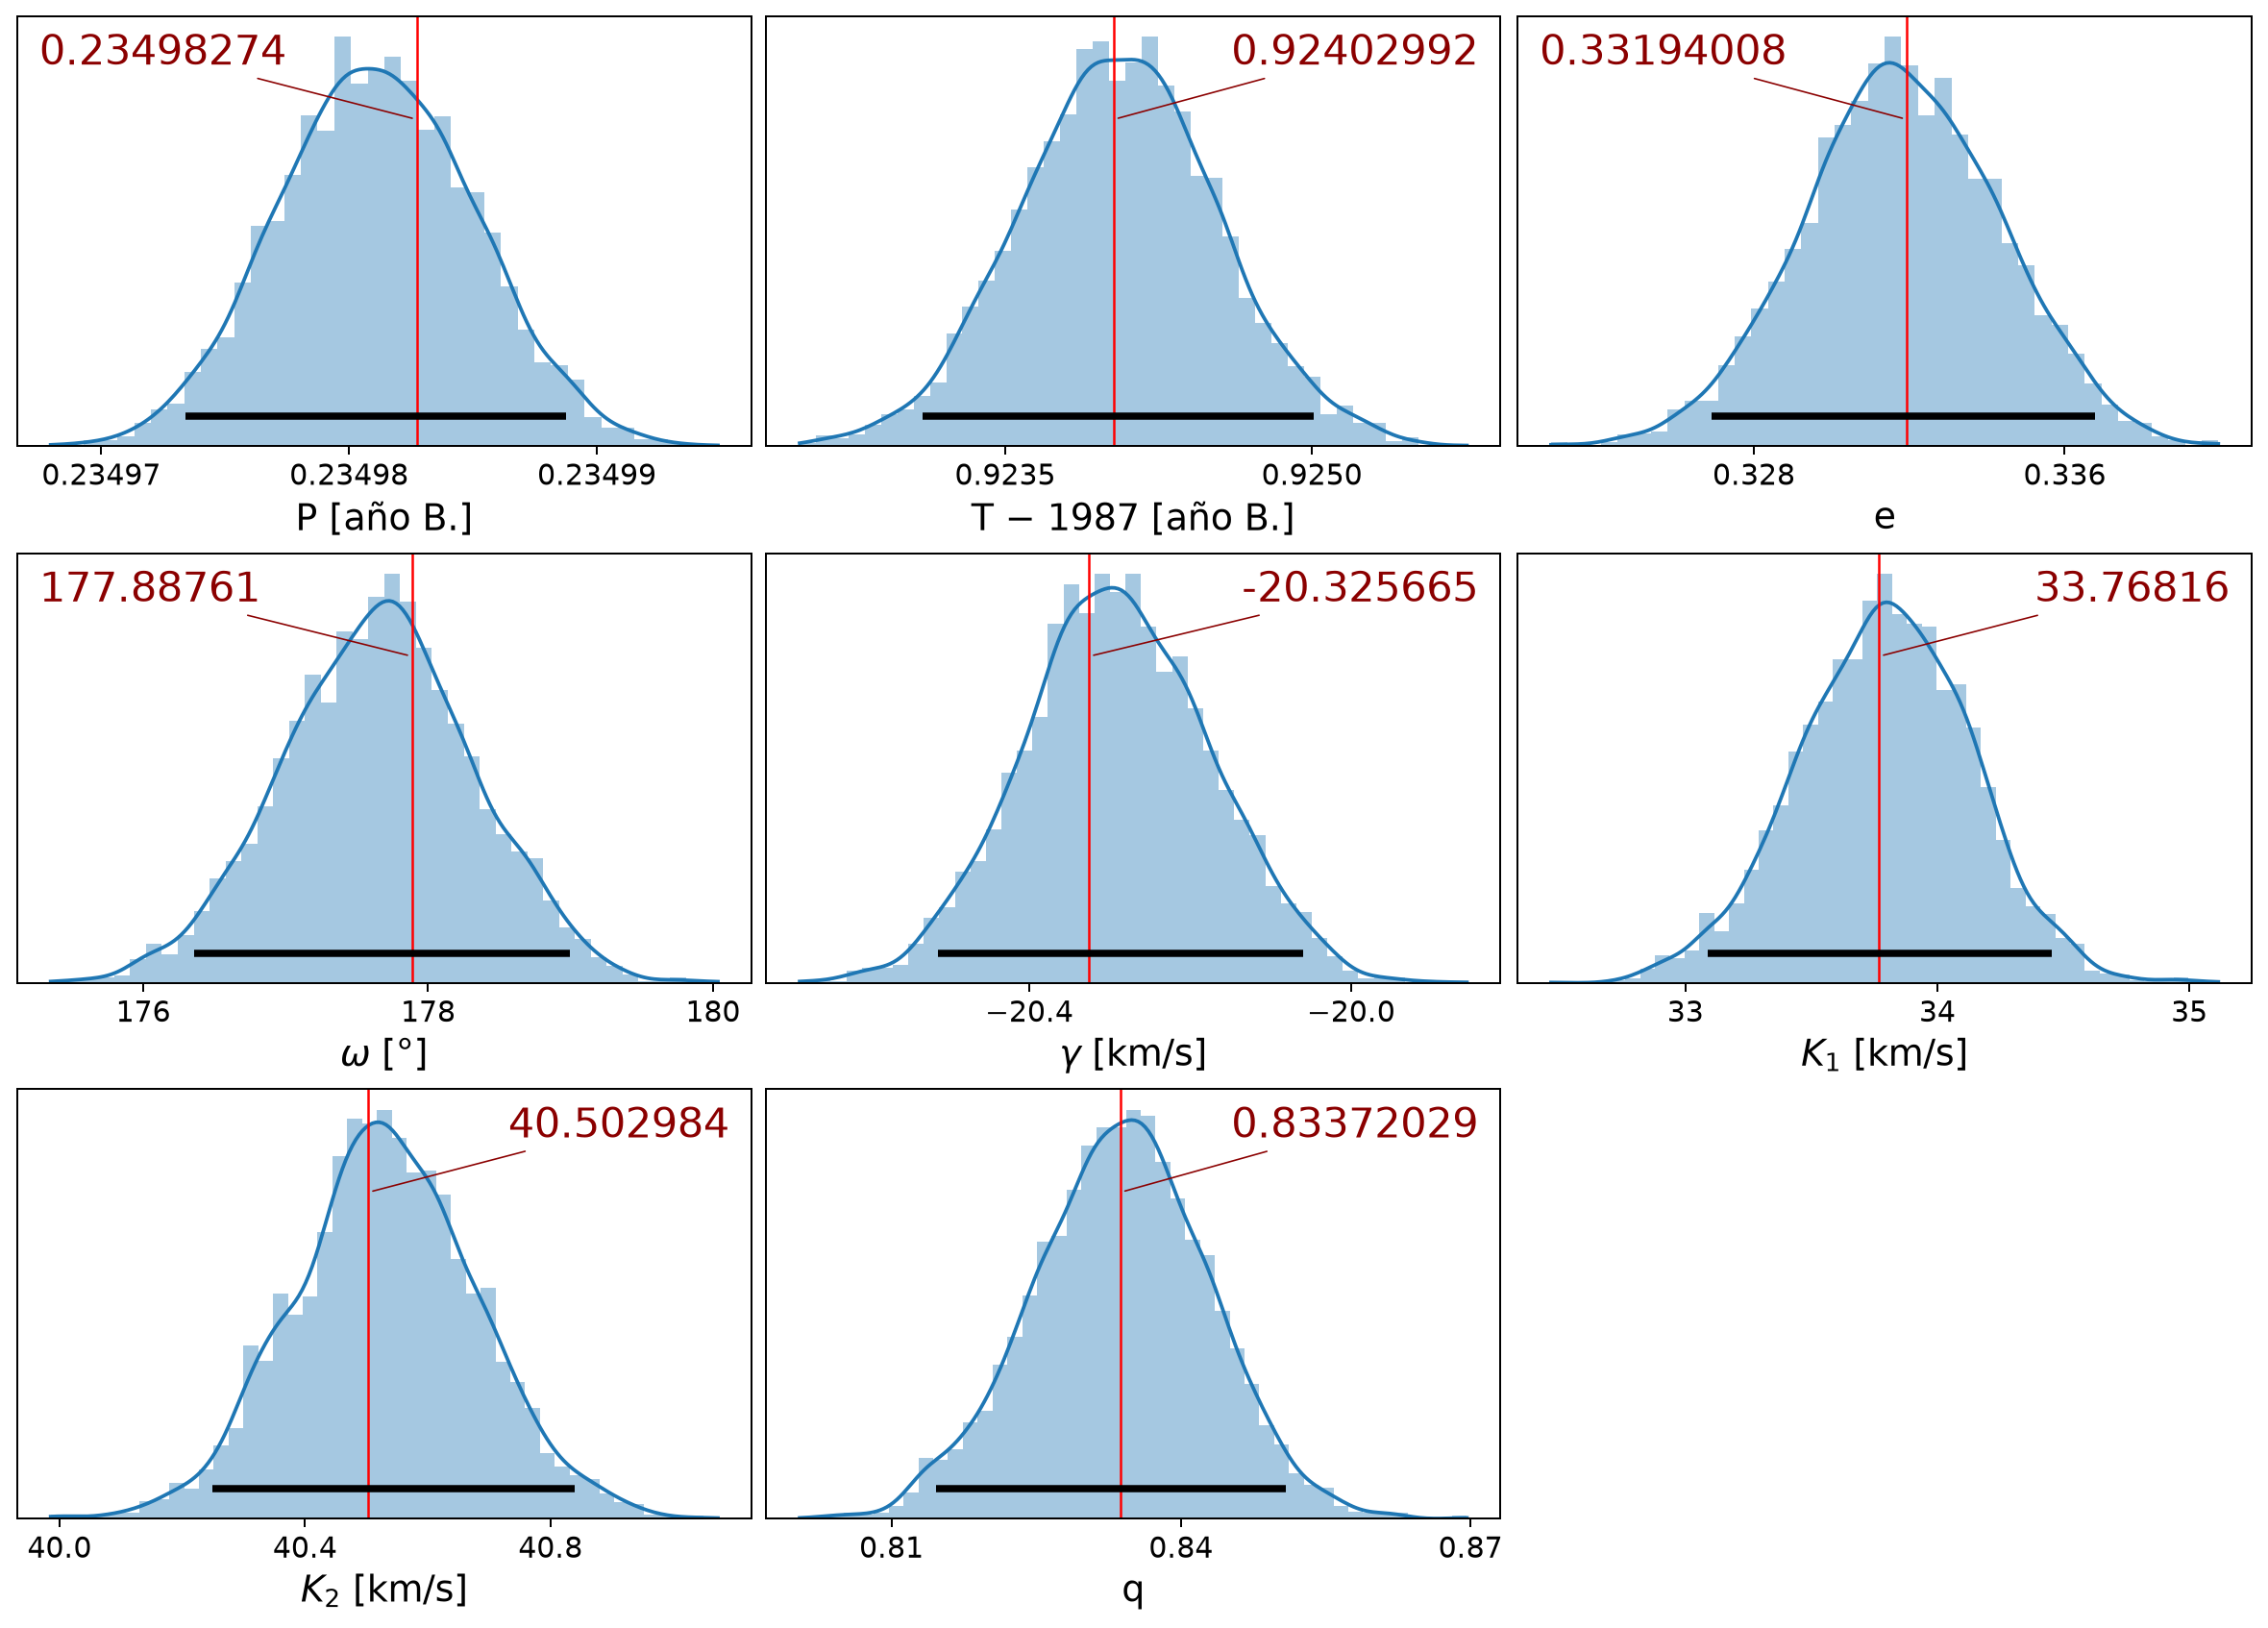 0.23498274
0.92402992
0.33194008
0.23497 0.23498 0.23499
0.9235 0.9250
0.328 0.336
P [año B.]
T − 1987 [año B.]
e
177.88761
-20.325665
33.76816
176 178 180
−20.4 −20.0
33 34 35
ω [°]
γ [km/s]
K₁ [km/s]
40.502984
0.83372029
40.0 40.4 40.8
0.81 0.84 0.87
K₂ [km/s]
q